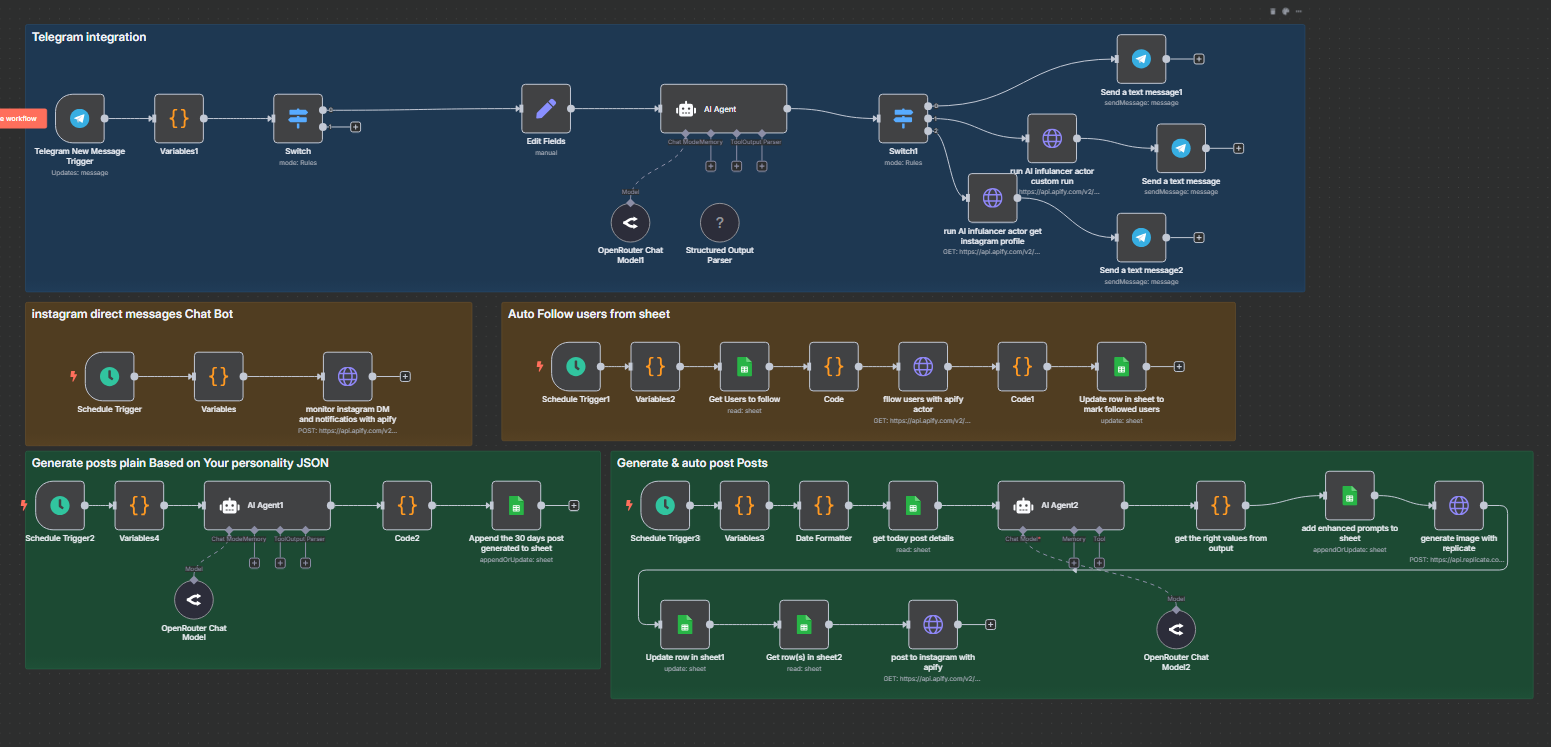 Telegram integration
e workflow
Telegram New Message
Trigger
Updates: message
{}
Variables1
Switch
mode: Rules
0
1
Edit Fields
manual
AI Agent
Chat Model
Memory
Tool
Output Parser
Model
OpenRouter Chat
Model1
?
Structured Output
Parser
Switch1
mode: Rules
0
1
2
Send a text message1
sendMessage: message
run AI infulancer actor
custom run
https://api.apify.com/v2/...
Send a text message
sendMessage: message
run AI infulancer actor get
instagram profile
GET: https://api.apify.com/v2/...
Send a text message2
sendMessage: message
instagram direct messages Chat Bot
Schedule Trigger
{}
Variables
monitor instagram DM
and notificatios with apify
POST: https://api.apify.com/v2...
Auto Follow users from sheet
Schedule Trigger1
{}
Variables2
Get Users to follow
read: sheet
{}
Code
fllow users with apify
actor
GET: https://api.apify.com/v2/...
{}
Code1
Update row in sheet to
mark followed users
update: sheet
Generate posts plain Based on Your personality JSON
Schedule Trigger2
{}
Variables4
AI Agent1
Chat Model
Memory
Tool
Output Parser
Model
OpenRouter Chat
Model
{}
Code2
Append the 30 days post
generated to sheet
appendOrUpdate: sheet
Generate & auto post Posts
Schedule Trigger3
{}
Variables3
{}
Date Formatter
get today post details
read: sheet
AI Agent2
Chat Model*
Memory
Tool
{}
get the right values from
output
add enhanced prompts to
sheet
appendOrUpdate: sheet
generate image with
replicate
POST: https://api.replicate.co...
Update row in sheet1
update: sheet
Get row(s) in sheet2
read: sheet
post to instagram with
apify
GET: https://api.apify.com/v2/...
Model
OpenRouter Chat
Model2